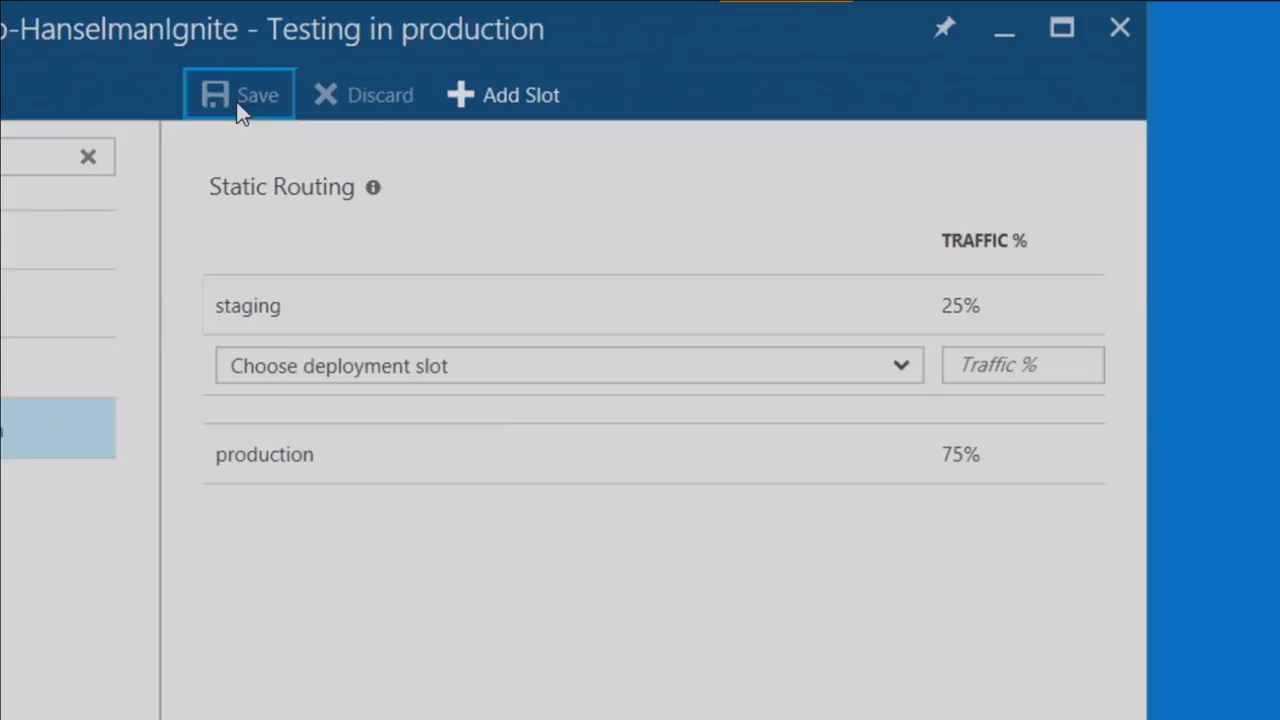 o-HanselmanIgnite - Testing in production
Save Discard Add Slot
Static Routing
TRAFFIC %
staging 25%
Choose deployment slot Traffic %
production 75%